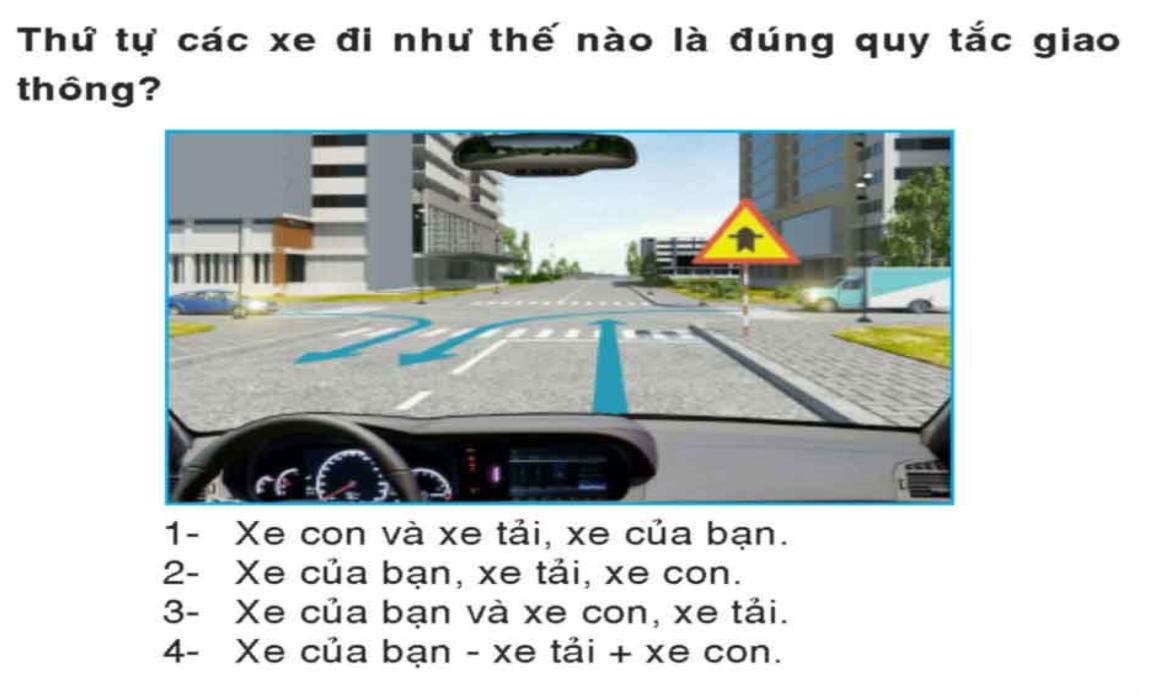 Thứ tự các xe đi như thế nào là đúng quy tắc giao
thông?
1- Xe con và xe tải, xe của bạn.
2- Xe của bạn, xe tải, xe con.
3- Xe của bạn và xe con, xe tải.
4- Xe của bạn - xe tải + xe con.